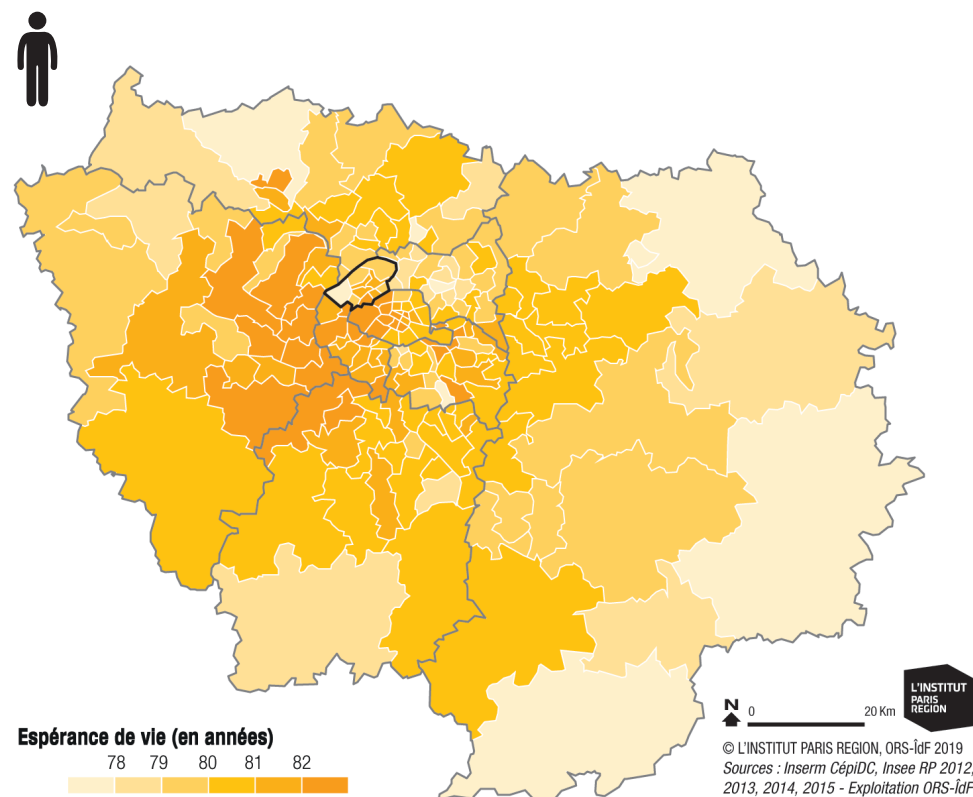 L'INSTITUT
PARIS
REGION
N
0 20 Km
Espérance de vie (en années)
78 79 80 81 82
© L'INSTITUT PARIS REGION, ORS-ÎdF 2019
Sources : Inserm CépiDC, Insee RP 2012,
2013, 2014, 2015 - Exploitation ORS-ÎdF